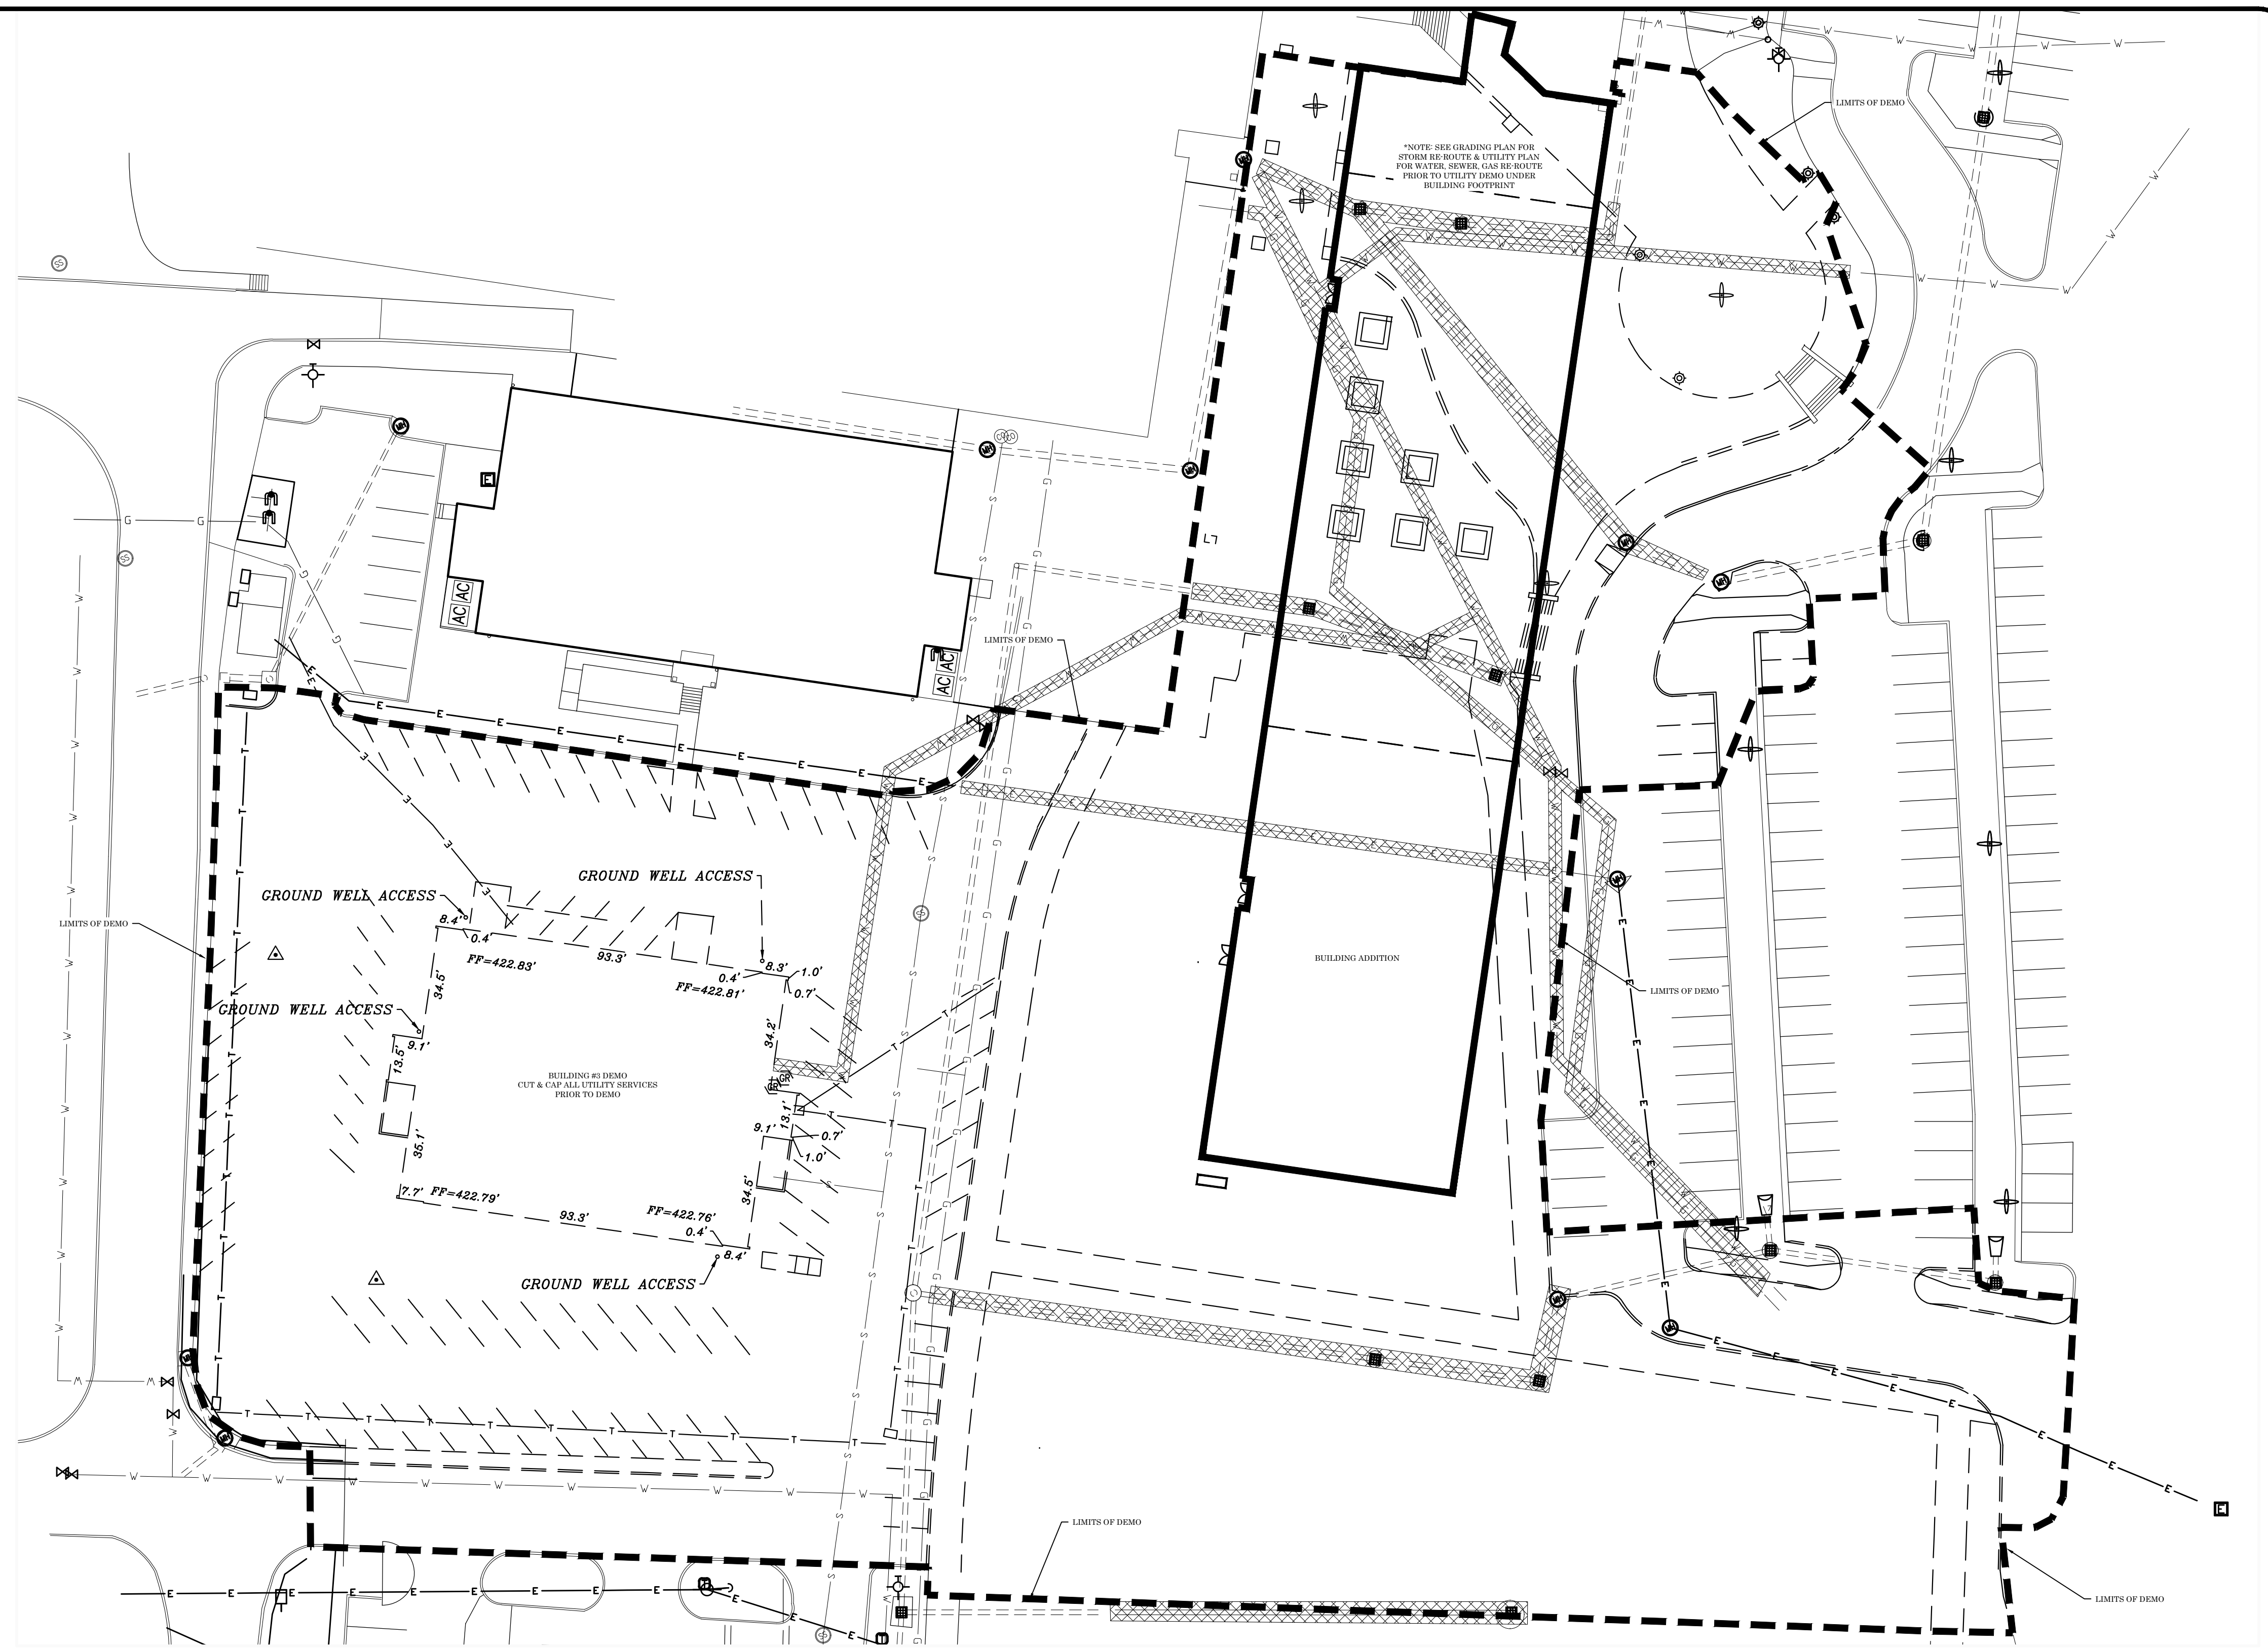 LIMITS OF DEMO
*NOTE: SEE GRADING PLAN FOR
STORM RE-ROUTE & UTILITY PLAN
FOR WATER, SEWER, GAS RE-ROUTE
PRIOR TO UTILITY DEMO UNDER
BUILDING FOOTPRINT
AC
AC
LIMITS OF DEMO
AC
AC
GROUND WELL ACCESS
GROUND WELL ACCESS
LIMITS OF DEMO
8.4'
0.4'
FF=422.83'
93.3'
8.3'
1.0'
0.4'
FF=422.81'
0.7'
34.5'
BUILDING ADDITION
LIMITS OF DEMO
GROUND WELL ACCESS
9.1'
13.5'
34.2'
BUILDING #3 DEMO
CUT & CAP ALL UTILITY SERVICES
PRIOR TO DEMO
13.1'
9.1'
0.7'
1.0'
35.1'
7.7'
FF=422.79'
34.5'
93.3'
FF=422.76'
0.4'
8.4'
GROUND WELL ACCESS
LIMITS OF DEMO
LIMITS OF DEMO